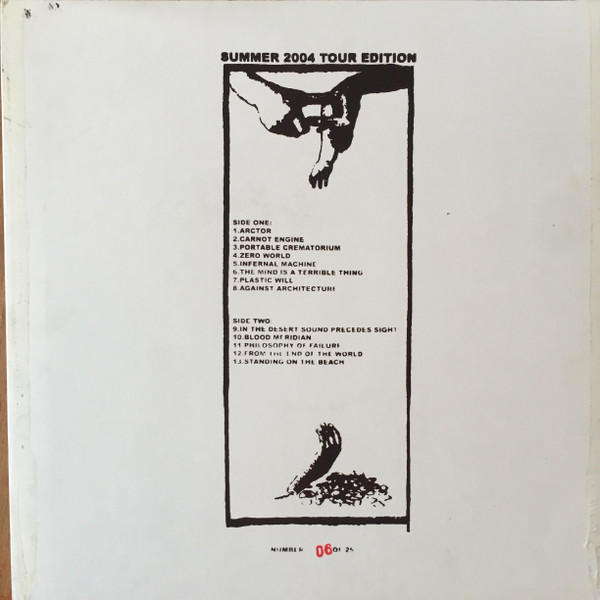 SUMMER 2004 TOUR EDITION
SIDE ONE:
1.ARCTOR
2.CARNOT ENGINE
3.PORTABLE CREMATORIUM
4.ZERO WORLD
5.INFERNAL MACHINE
6.THE MIND IS A TERRIBLE THING
7.PLASTIC WILL
8.AGAINST ARCHITECTURE
SIDE TWO:
9.IN THE DESERT SOUND PRECEDES SIGHT
10.BLOOD MERIDIAN
11.PHILOSOPHY OF FAILURE
12.FROM THE END OF THE WORLD
13.STANDING ON THE BEACH
NUMBER 06 OF 25